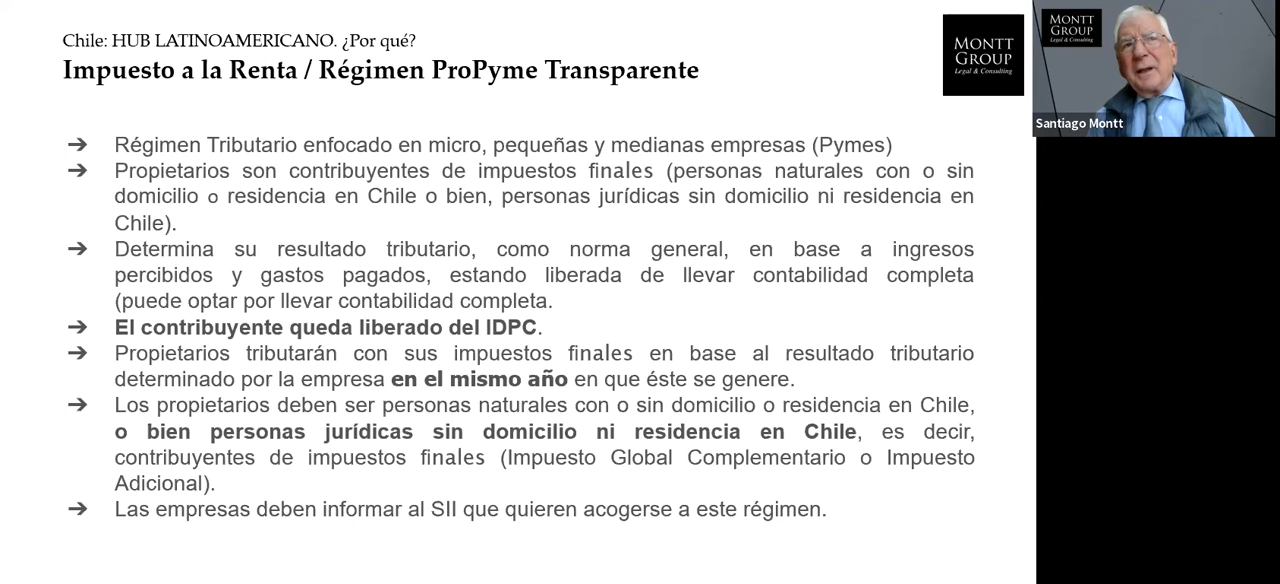 Chile: HUB LATINOAMERICANO. ¿Por qué?
Impuesto a la Renta / Régimen ProPyme Transparente
MONTT
GROUP
Legal & Consulting
MONTT
GROUP
Legal & Consulting
Santiago Montt
➔ Régimen Tributario enfocado en micro, pequeñas y medianas empresas (Pymes)
➔ Propietarios son contribuyentes de impuestos finales (personas naturales con o sin
domicilio o residencia en Chile o bien, personas jurídicas sin domicilio ni residencia en
Chile).
➔ Determina su resultado tributario, como norma general, en base a ingresos
percibidos y gastos pagados, estando liberada de llevar contabilidad completa
(puede optar por llevar contabilidad completa.
➔ El contribuyente queda liberado del IDPC.
➔ Propietarios tributarán con sus impuestos finales en base al resultado tributario
determinado por la empresa en el mismo año en que éste se genere.
➔ Los propietarios deben ser personas naturales con o sin domicilio o residencia en Chile,
o bien personas jurídicas sin domicilio ni residencia en Chile, es decir,
contribuyentes de impuestos finales (Impuesto Global Complementario o Impuesto
Adicional).
➔ Las empresas deben informar al SII que quieren acogerse a este régimen.